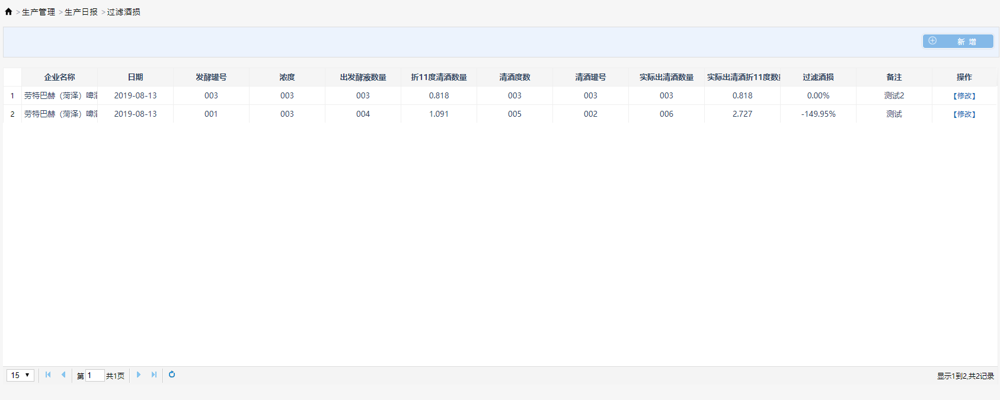 >生产管理 >生产日报 >过滤酒损
新 增
企业名称 日期 发酵罐号 浓度 出发酵液数量 折11度清酒数量 清酒度数 清酒罐号 实际出清酒数量 实际出清酒折11度数 过滤酒损 备注 操作
1 劳特巴赫（菏泽）啤酒 2019-08-13 003 003 003 0.818 003 003 003 0.818 0.00% 测试2 【修改】
2 劳特巴赫（菏泽）啤酒 2019-08-13 001 003 004 1.091 005 002 006 2.727 -149.95% 测试 【修改】
15 第 1 共1页 显示1到2,共2记录